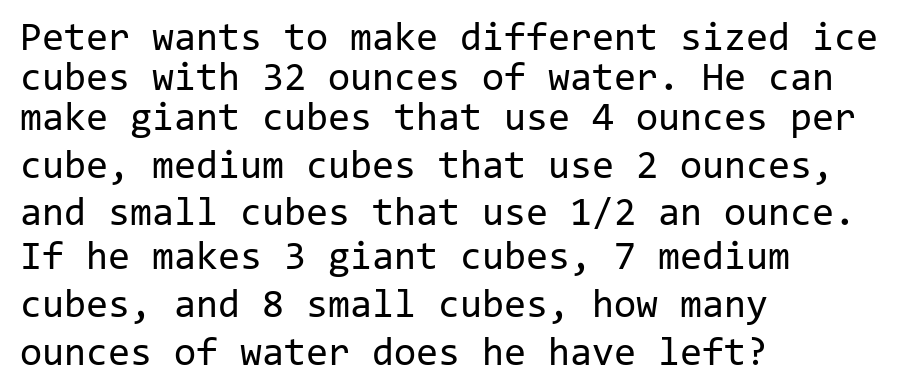 Peter wants to make different sized ice
cubes with 32 ounces of water. He can
make giant cubes that use 4 ounces per
cube, medium cubes that use 2 ounces,
and small cubes that use 1/2 an ounce.
If he makes 3 giant cubes, 7 medium
cubes, and 8 small cubes, how many
ounces of water does he have left?